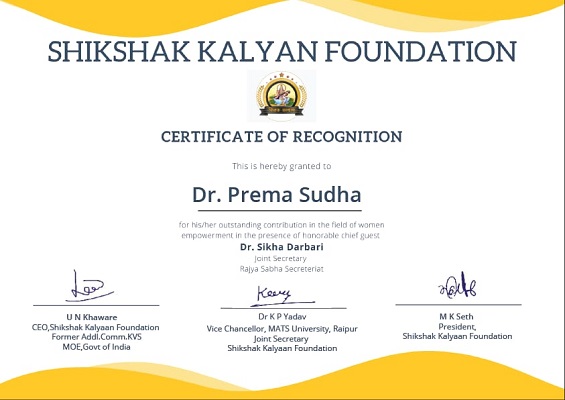 SHIKSHAK KALYAN FOUNDATION
CERTIFICATE OF RECOGNITION
This is hereby granted to
Dr. Prema Sudha
for his/her outstanding contribution in the field of women
empowerment in the presence of honorable chief guest
Dr. Sikha Darbari
Joint Secretary
Rajya Sabha Secreteriat
U N Khaware
CEO,Shikshak Kalyaan Foundation
Former Addl.Comm.KVS
MOE,Govt of India
Dr K P Yadav
Vice Chancellor, MATS University, Raipur
Joint Secretary
Shikshak Kalyaan Foundation
M K Seth
President,
Shikshak Kalyaan Foundation